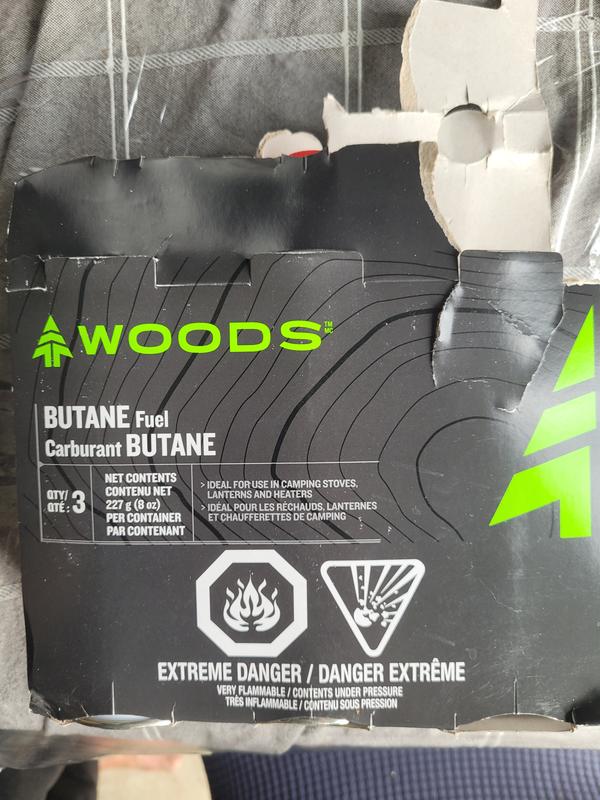 WOODS™ MC
BUTANE Fuel
Carburant BUTANE
QTY/
QTÉ : 3
NET CONTENTS
CONTENU NET
227 g (8 oz)
PER CONTAINER
PAR CONTENANT
> IDEAL FOR USE IN CAMPING STOVES,
LANTERNS AND HEATERS
> IDÉAL POUR LES RÉCHAUDS, LANTERNES
ET CHAUFFERETTES DE CAMPING
EXTREME DANGER / DANGER EXTRÊME
VERY FLAMMABLE / CONTENTS UNDER PRESSURE
TRÈS INFLAMMABLE / CONTENU SOUS PRESSION